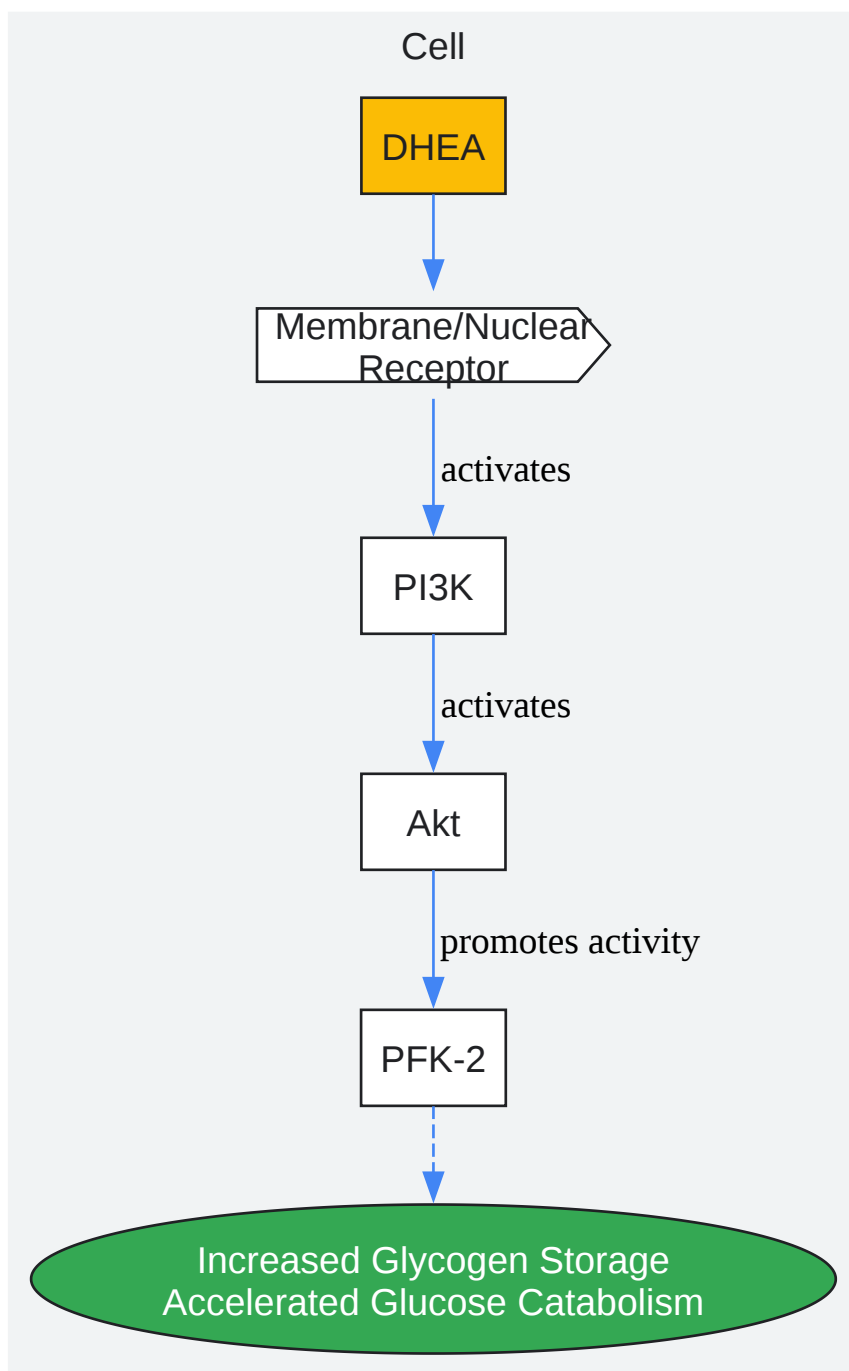 Cell
DHEA
Membrane/Nuclear
Receptor
activates
PI3K
activates
Akt
promotes activity
PFK-2
Increased Glycogen Storage
Accelerated Glucose Catabolism